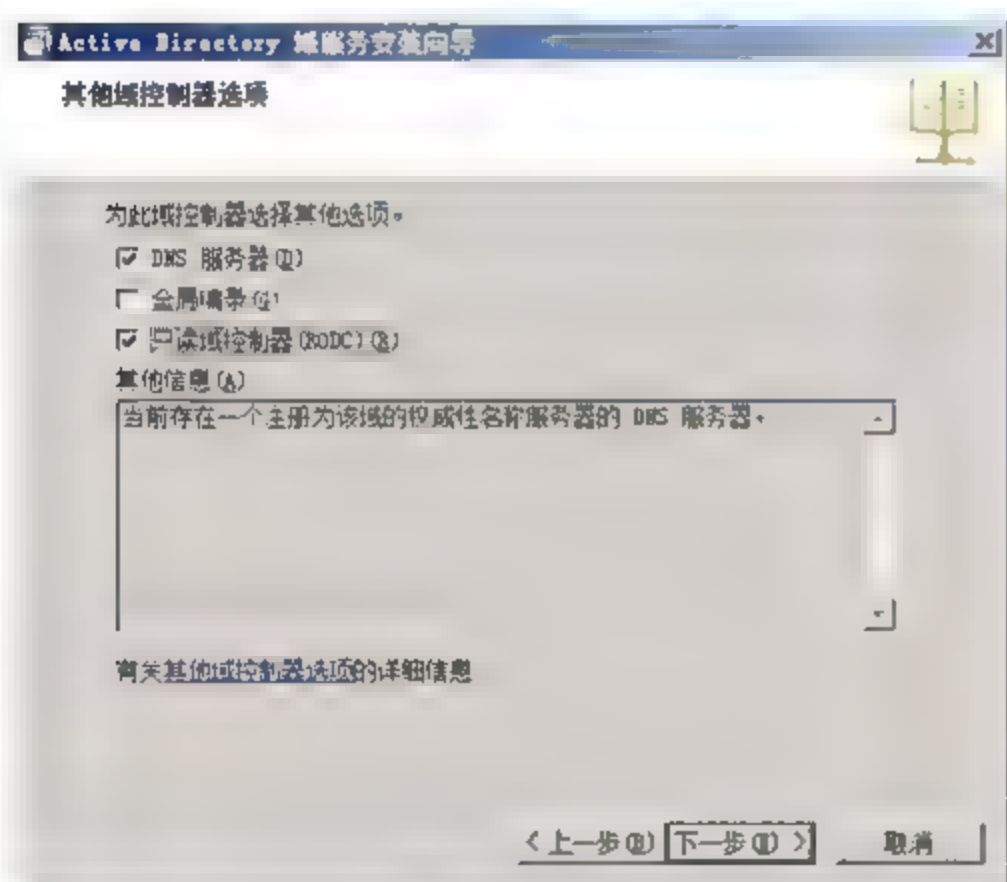 Active Directory 域服务安装向导
其他域控制器选项
为此域控制器选择其他选项。
DNS 服务器(D)
全局编录(G)
只读域控制器(RODC)(R)
其他信息(A)
当前存在一个注册为该域的权威性名称服务器的 DNS 服务器。
有关其他域控制器选项的详细信息
< 上一步(B) 下一步(N) > 取消